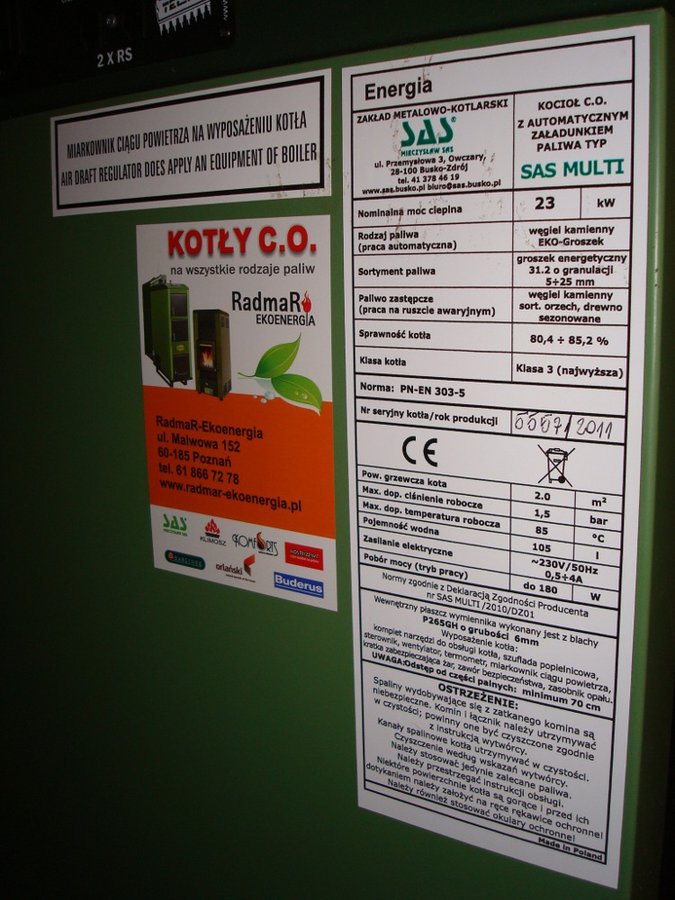 2 X RS
MIARKOWNIK CIĄGU POWIETRZA NA WYPOSAŻENIU KOTŁA
AIR DRAFT REGULATOR DOES APPLY AN EQUIPMENT OF BOILER
KOTŁY C.O.
na wszystkie rodzaje paliw
RadmaR
EKOENERGIA
RadmaR-Ekoenergia
ul. Malwowa 152
60-185 Poznań
tel. 61 866 72 78
www.radmar-ekoenergia.pl
SAS
KLIMOSZ
KOMFORTS
orlański
Buderus
Energia
ZAKŁAD METALOWO-KOTLARSKI
SAS®
MIECZYSŁAW SAS
ul. Przemysłowa 3, Owczary,
28-100 Busko-Zdrój
tel. 41 378 46 19
www.sas.busko.pl biuro@sas.busko.pl
KOCIOŁ C.O.
Z AUTOMATYCZNYM
ZAŁADUNKIEM
PALIWA TYP
SAS MULTI
Nominalna moc cieplna 23 kW
Rodzaj paliwa
(praca automatyczna)
węgiel kamienny
EKO-Groszek
Sortyment paliwa
groszek energetyczny
31.2 o granulacji
5÷25 mm
Paliwo zastępcze
(praca na ruszcie awaryjnym)
węgiel kamienny
sort. orzech, drewno
sezonowane
Sprawność kotła 80,4 ÷ 85,2 %
Klasa kotła Klasa 3 (najwyższa)
Norma: PN-EN 303-5
Nr seryjny kotła/rok produkcji 5557/2011
CE
Pow. grzewcza kota 2.0 m²
Max. dop. ciśnienie robocze 1,5 bar
Max. dop. temperatura robocza 85 °C
Pojemność wodna 105 l
Zasilanie elektryczne ~230V/50Hz
0,5÷4A
Pobór mocy (tryb pracy) do 180 W
Normy zgodnie z Deklaracją Zgodności Producenta
nr SAS MULTI /2010/DZ01
Wewnętrzny płaszcz wymiennika wykonany jest z blachy
P265GH o grubości 6mm
Wyposażenie kotła:
komplet narzędzi do obsługi kotła, szuflada popielnicowa,
sterownik, wentylator, termometr, miarkownik ciągu powietrza,
kratka zabezpieczająca żar, zawór bezpieczeństwa, zasobnik opału.
UWAGA:Odstęp od części palnych: minimum 70 cm
OSTRZEŻENIE:
Spaliny wydobywające się z zatkanego komina są
niebezpieczne. Komin i łącznik należy utrzymywać
w czystości; powinny one być czyszczone zgodnie
z instrukcją wytwórcy.
Kanały spalinowe kotła utrzymywać w czystości.
Czyszczenie według wskazań wytwórcy.
Należy stosować jedynie zalecane paliwa.
Należy przestrzegać instrukcji obsługi.
Niektóre powierzchnie kotła są gorące i przed ich
dotykaniem należy założyć na ręce rękawice ochronne!
Należy również stosować okulary ochronne!
Made in Poland